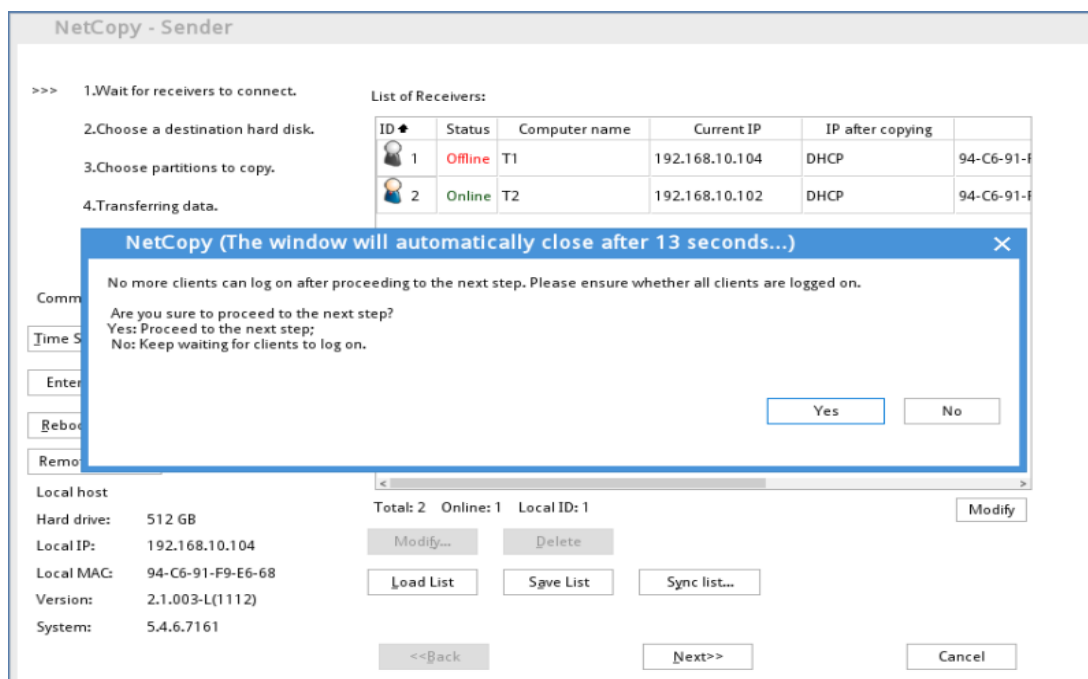 NetCopy - Sender
>>> 1.Wait for receivers to connect.
2.Choose a destination hard disk.
3.Choose partitions to copy.
4.Transferring data.
List of Receivers:
ID Status Computer name Current IP IP after copying
1 Offline T1 192.168.10.104 DHCP 94-C6-91-
2 Online T2 192.168.10.102 DHCP 94-C6-91-
NetCopy (The window will automatically close after 13 seconds...)
No more clients can log on after proceeding to the next step. Please ensure whether all clients are logged on.
Are you sure to proceed to the next step?
Yes: Proceed to the next step;
No: Keep waiting for clients to log on.
Yes No
Comm
Time S
Enter
Reboo
Remo
Local host
Hard drive: 512 GB
Local IP: 192.168.10.104
Local MAC: 94-C6-91-F9-E6-68
Version: 2.1.003-L(1112)
System: 5.4.6.7161
Total: 2 Online: 1 Local ID: 1
Modify
Modify... Delete
Load List Save List Sync list...
<<Back Next>> Cancel